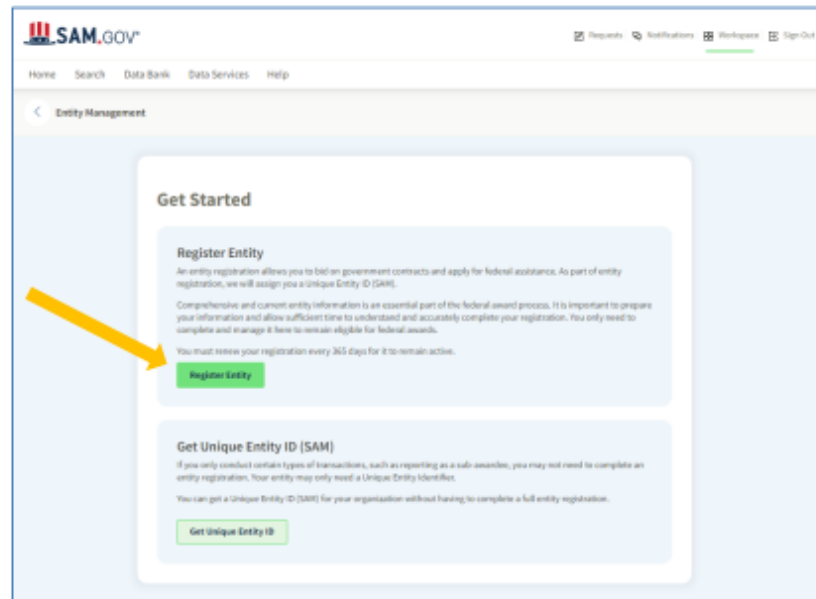 SAM.GOV®
Requests Notifications Workspace Sign Out
Home Search Data Bank Data Services Help
Entity Management
Get Started
Register Entity
An entity registration allows you to bid on government contracts and apply for federal assistance. As part of entity
registration, we will assign you a Unique Entity ID (SAM).
Comprehensive and current entity information is an essential part of the federal award process. It is important to prepare
your information and allow sufficient time to understand and accurately complete your registration. You only need to
complete and manage it here to remain eligible for federal awards.
You must renew your registration every 365 days for it to remain active.
Register Entity
Get Unique Entity ID (SAM)
If you only conduct certain types of transactions, such as reporting as a sub-awardee, you may not need to complete an
entity registration. Your entity may only need a Unique Entity Identifier.
You can get a Unique Entity ID (SAM) for your organization without having to complete a full entity registration.
Get Unique Entity ID